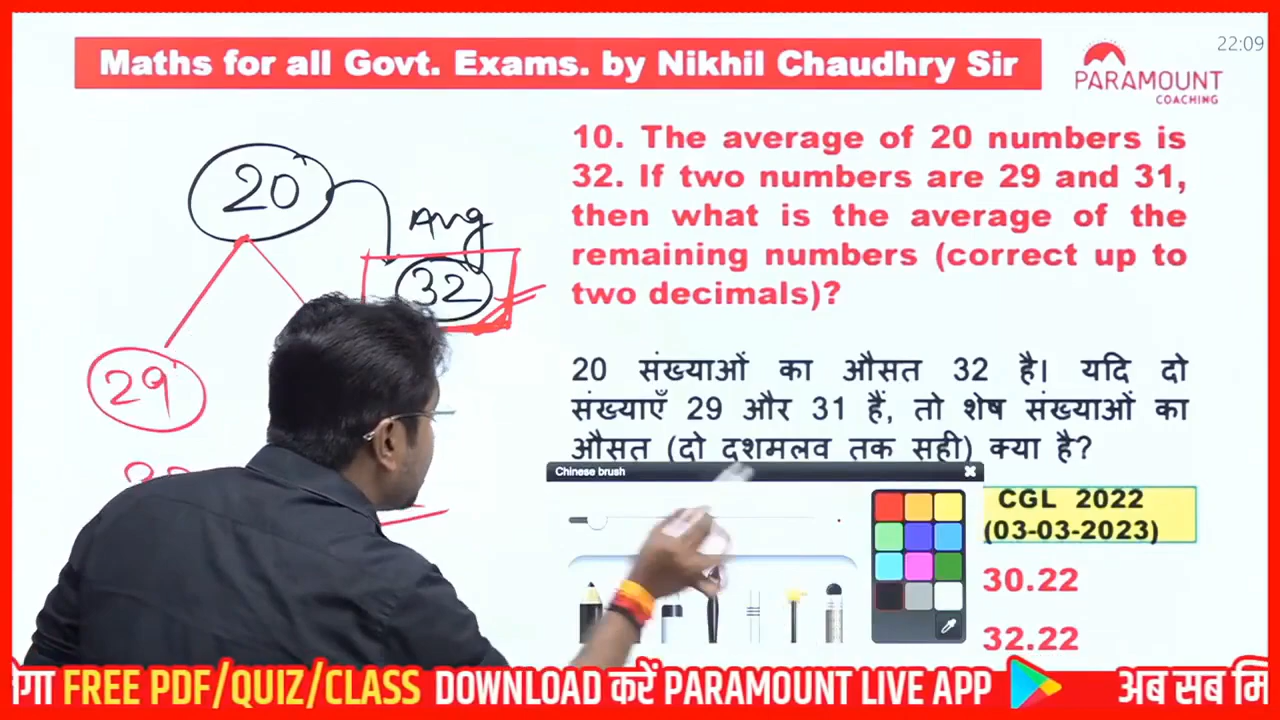 22:09
Maths for all Govt. Exams. by Nikhil Chaudhry Sir
PARAMOUNT
COACHING
20
Avg
32
29
10. The average of 20 numbers is
32. If two numbers are 29 and 31,
then what is the average of the
remaining numbers (correct up to
two decimals)?
20 संख्याओं का औसत 32 है। यदि दो
संख्याएँ 29 और 31 हैं, तो शेष संख्याओं का
औसत (दो दशमलव तक सही) क्या है?
Chinese brush
CGL 2022
(03-03-2023)
30.22
32.22
FREE PDF/QUIZ/CLASS DOWNLOAD करें PARAMOUNT LIVE APP अब सब